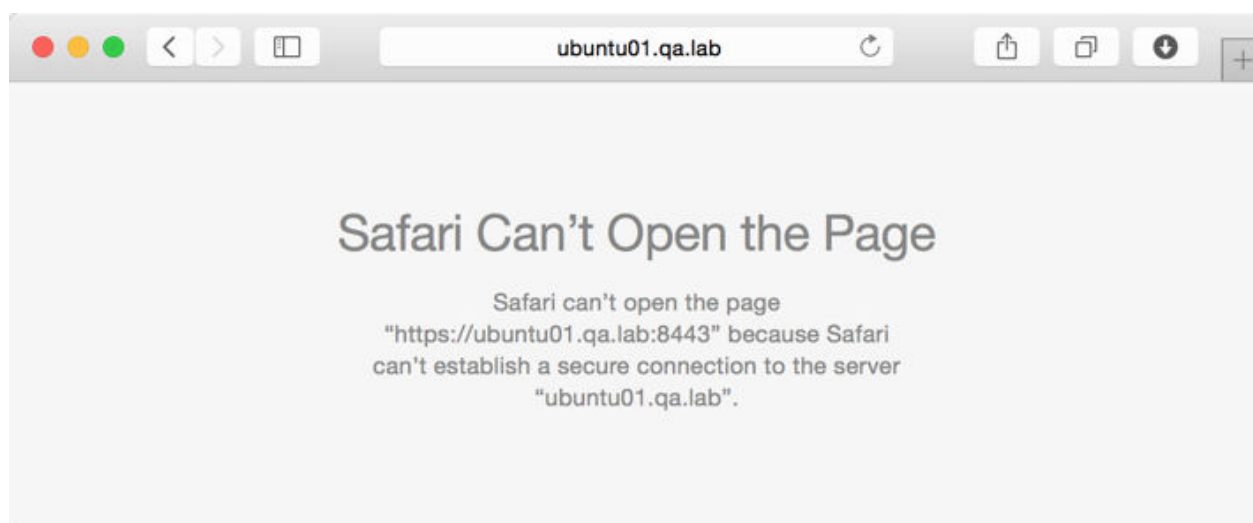 ubuntu01.qa.lab
Safari Can’t Open the Page
Safari can’t open the page
“https://ubuntu01.qa.lab:8443” because Safari
can’t establish a secure connection to the server
“ubuntu01.qa.lab”.